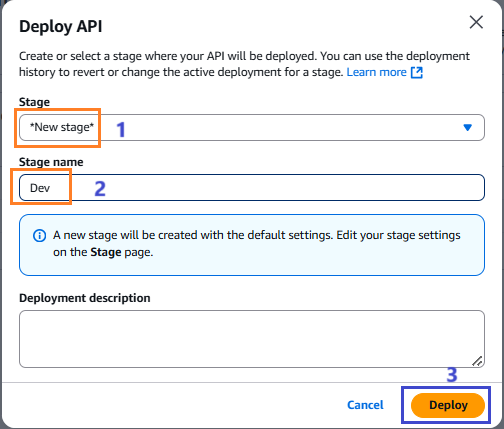 Deploy API
Create or select a stage where your API will be deployed. You can use the deployment
history to revert or change the active deployment for a stage. Learn more
Stage
*New stage* 1
Stage name
Dev 2
A new stage will be created with the default settings. Edit your stage settings
on the Stage page.
Deployment description
3
Cancel Deploy